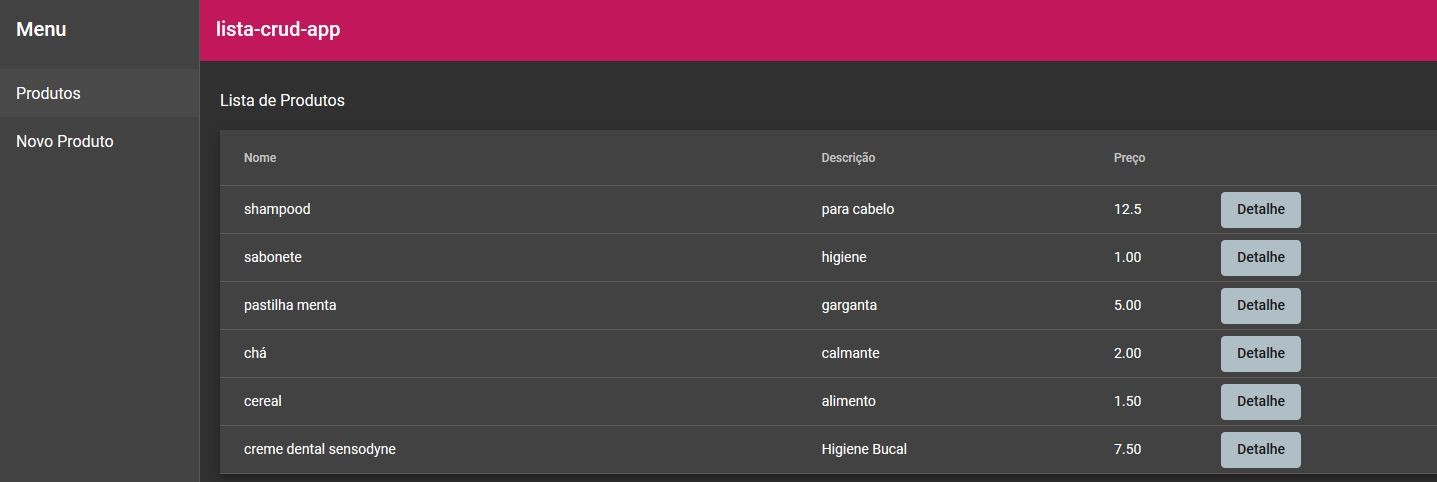 Menu
lista-crud-app
Produtos
Novo Produto
Lista de Produtos
Nome Descrição Preço
shampood para cabelo 12.5 Detalhe
sabonete higiene 1.00 Detalhe
pastilha menta garganta 5.00 Detalhe
chá calmante 2.00 Detalhe
cereal alimento 1.50 Detalhe
creme dental sensodyne Higiene Bucal 7.50 Detalhe